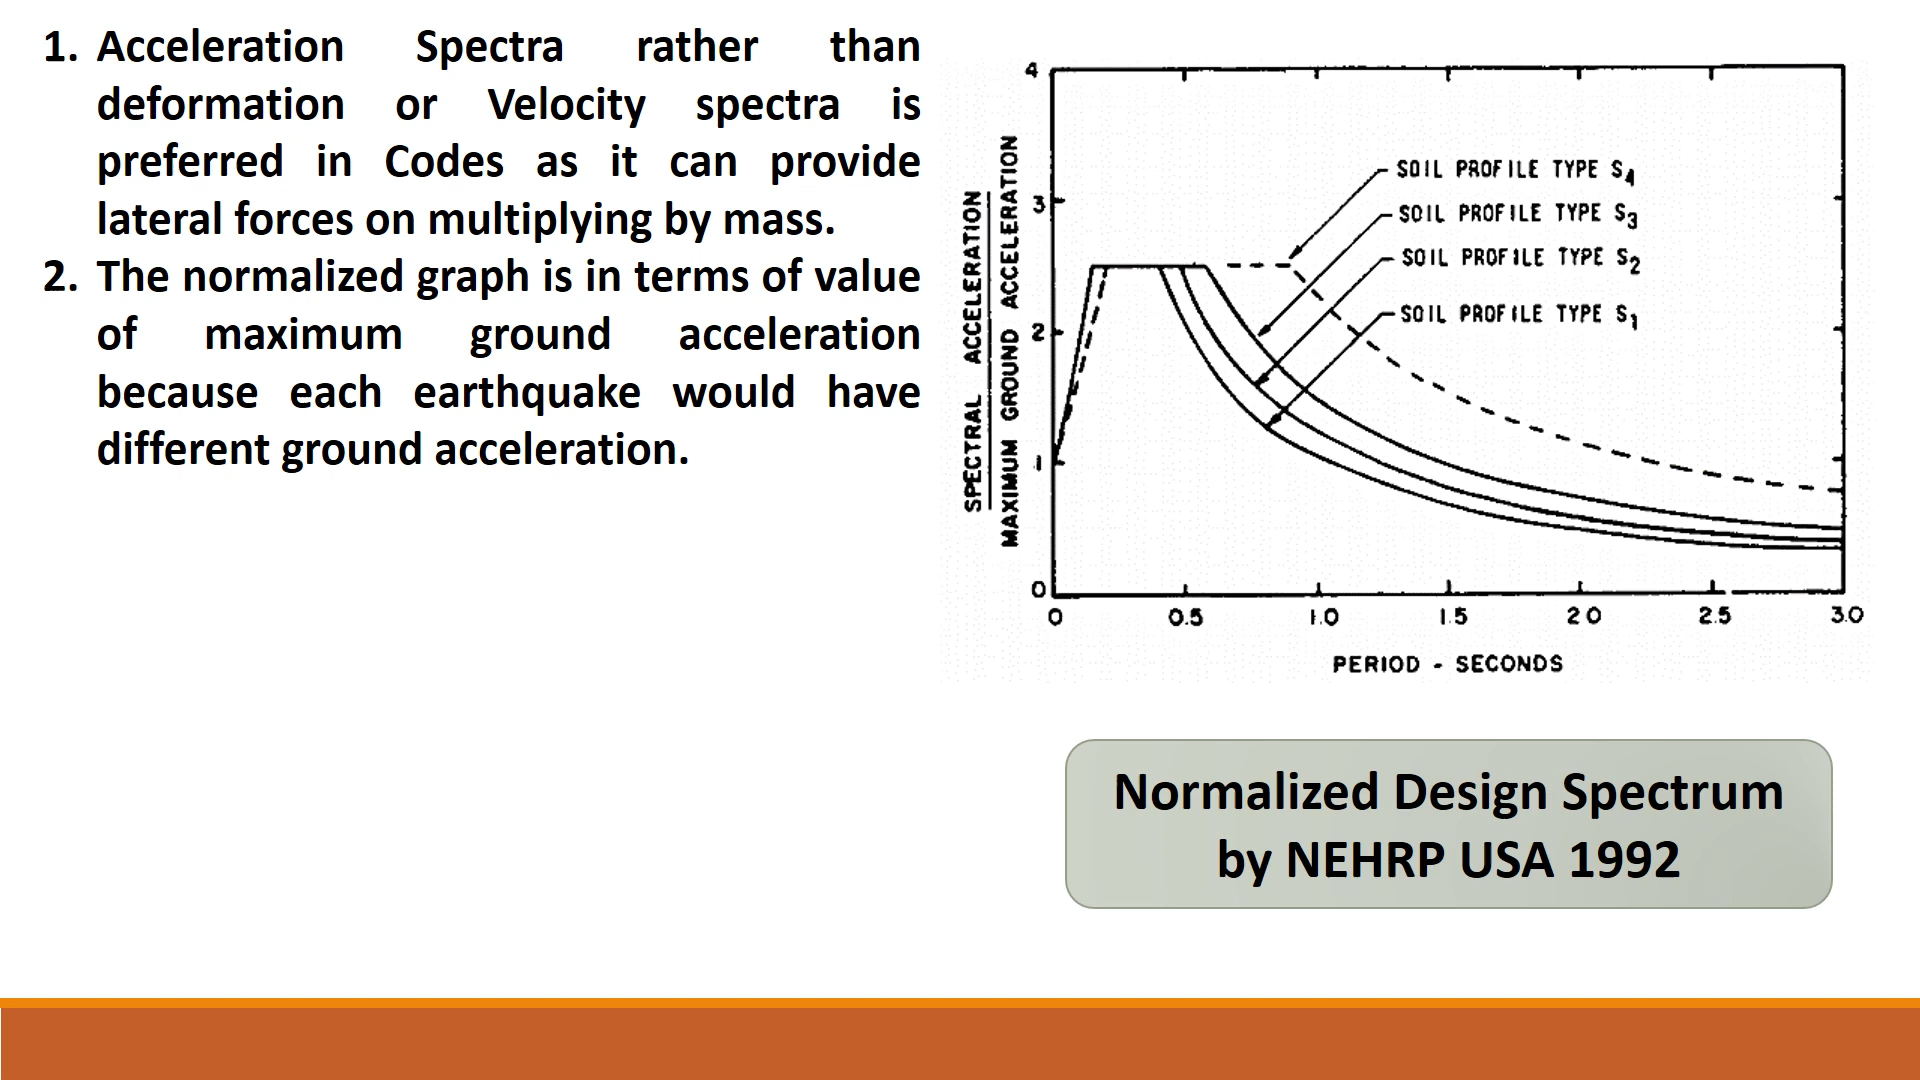 1. Acceleration Spectra rather than
deformation or Velocity spectra is
preferred in Codes as it can provide
lateral forces on multiplying by mass.
2. The normalized graph is in terms of value
of maximum ground acceleration
because each earthquake would have
different ground acceleration.
SPECTRAL ACCELERATION
MAXIMUM GROUND ACCELERATION
4
3
2
1
0
SOIL PROFILE TYPE S4
SOIL PROFILE TYPE S3
SOIL PROFILE TYPE S2
SOIL PROFILE TYPE S1
0 0.5 1.0 1.5 20 2.5 3.0
PERIOD - SECONDS
Normalized Design Spectrum
by NEHRP USA 1992